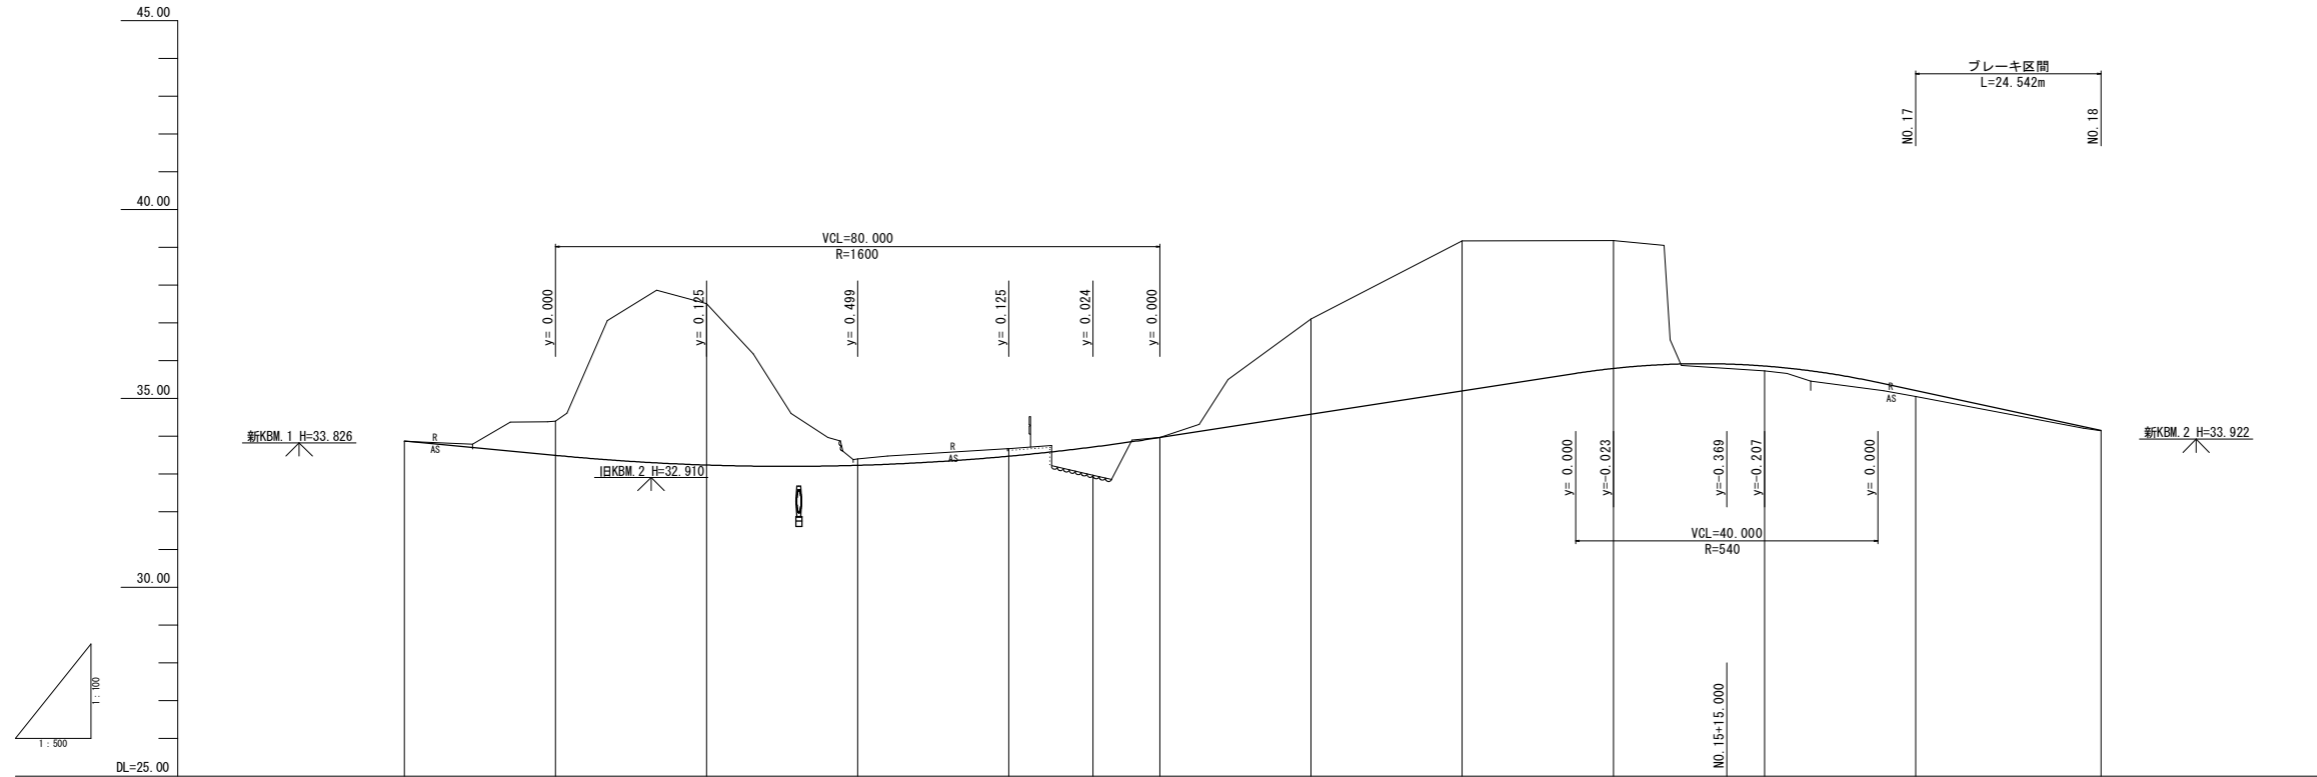 45.00
ブレーキ区間
L=24.542m
NO.17
NO.18
40.00
VCL=80.000
R=1600
y= 0.000
y= 0.125
y= 0.499
y= 0.125
y= 0.024
y= 0.000
35.00
新KBM.1 H=33.826
R
AS
旧KBM.2 H=32.910
R
AS
R
AS
新KBM.2 H=33.922
y= 0.000
y=-0.023
y=-0.369
y=-0.207
y= 0.000
VCL=40.000
R=540
30.00
1:100
1:500
NO.15+15.000
DL=25.00